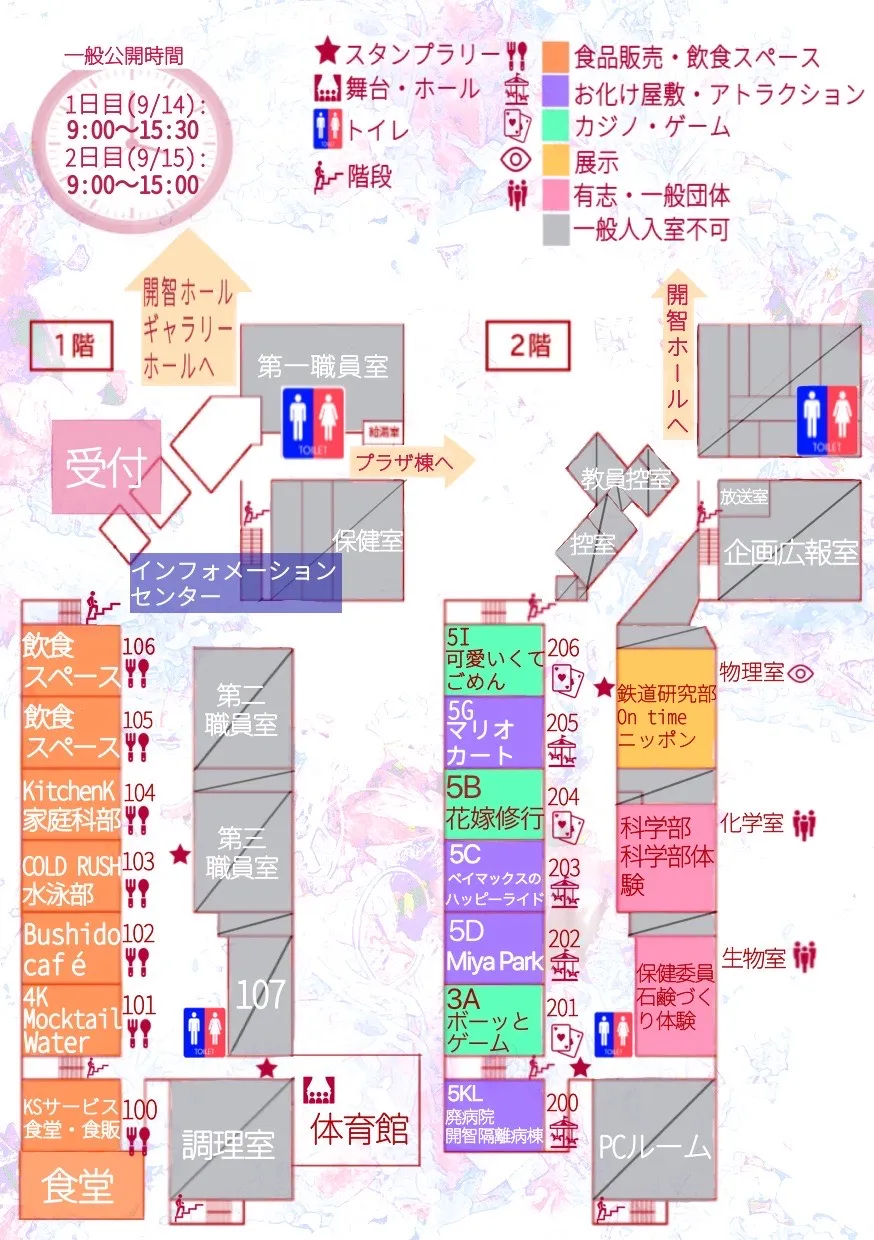 一般公開時間
1日目(9/14):
9:00〜15:30
2日目(9/15):
9:00〜15:00
スタンプラリー
舞台・ホール
トイレ
階段
食品販売・飲食スペース
お化け屋敷・アトラクション
カジノ・ゲーム
展示
有志・一般団体
一般人入室不可
1階
開智ホール
ギャラリー
ホールへ
第一職員室
TOILET
給湯室
プラザ棟へ
受付
保健室
インフォメーション
センター
飲食
スペース
106
飲食
スペース
105
KitchenK
家庭科部
104
COLD RUSH
水泳部
103
Bushido
café
102
4K
Mocktail
Water
101
KSサービス
食堂・食販
100
食堂
第二
職員室
第三
職員室
107
TOILET
調理室
体育館
2階
開智ホールへ
TOILET
教員控室
控室
放送室
企画広報室
5I
可愛いくて
ごめん
206
5G
マリオ
カート
205
5B
花嫁修行
204
5C
ベイマックスの
ハッピーライド
203
5D
Miya Park
202
3A
ボーッと
ゲーム
201
5KL
廃病院
開智隔離病棟
200
鉄道研究部
On time
ニッポン
物理室
科学部
科学部体
験
化学室
保健委員
石鹸づく
り体験
生物室
TOILET
PCルーム